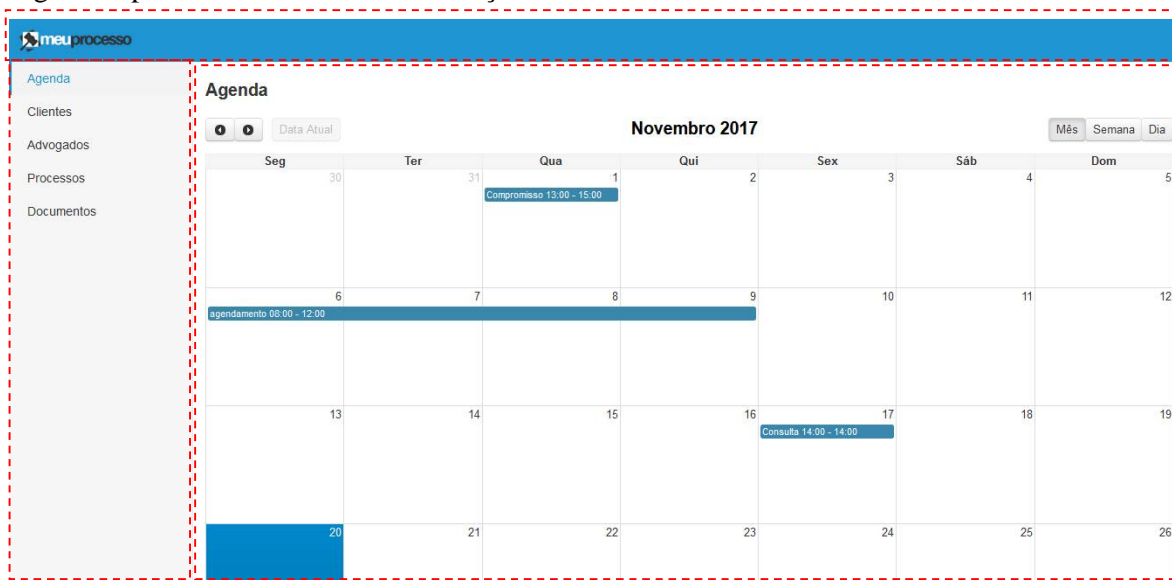 meuprocesso
Agenda
Clientes
Advogados
Processos
Documentos
Agenda
Data Atual
Novembro 2017
Mês Semana Dia
Seg Ter Qua Qui Sex Sáb Dom
30 31 1 2 3 4 5
Compromisso 13:00 - 15:00
6 7 8 9 10 11 12
agendamento 08:00 - 12:00
13 14 15 16 17 18 19
Consulta 14:00 - 14:00
20 21 22 23 24 25 26